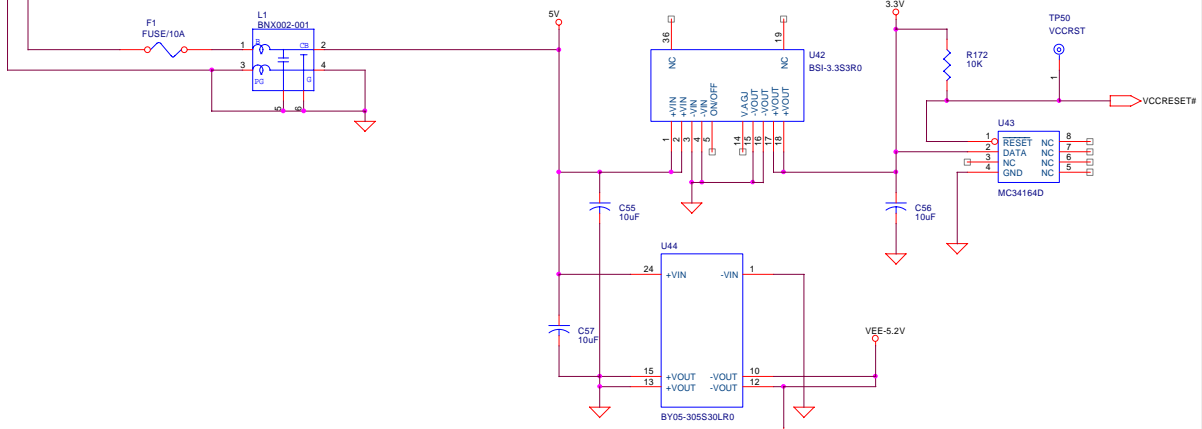 F1
FUSE/10A
L1
BNX002-001
1
B
CB
2
3
PG
G
4
5
6
5V
36
NC
19
NC
U42
BSI-3.3S3R0
+VIN
+VIN
-VIN
-VIN
ON/OFF
V.AGJ
-VOUT
-VOUT
+VOUT
+VOUT
1
2
3
4
5
14
15
16
17
18
3.3V
R172
10K
TP50
VCCRST
1
VCCRESET#
U43
1
RESET
NC
8
2
DATA
NC
7
3
NC
NC
6
4
GND
NC
5
MC34164D
C55
10uF
C56
10uF
U44
24
+VIN
-VIN
1
C57
10uF
VEE-5.2V
15
+VOUT
-VOUT
10
13
+VOUT
-VOUT
12
BY05-305S30LR0